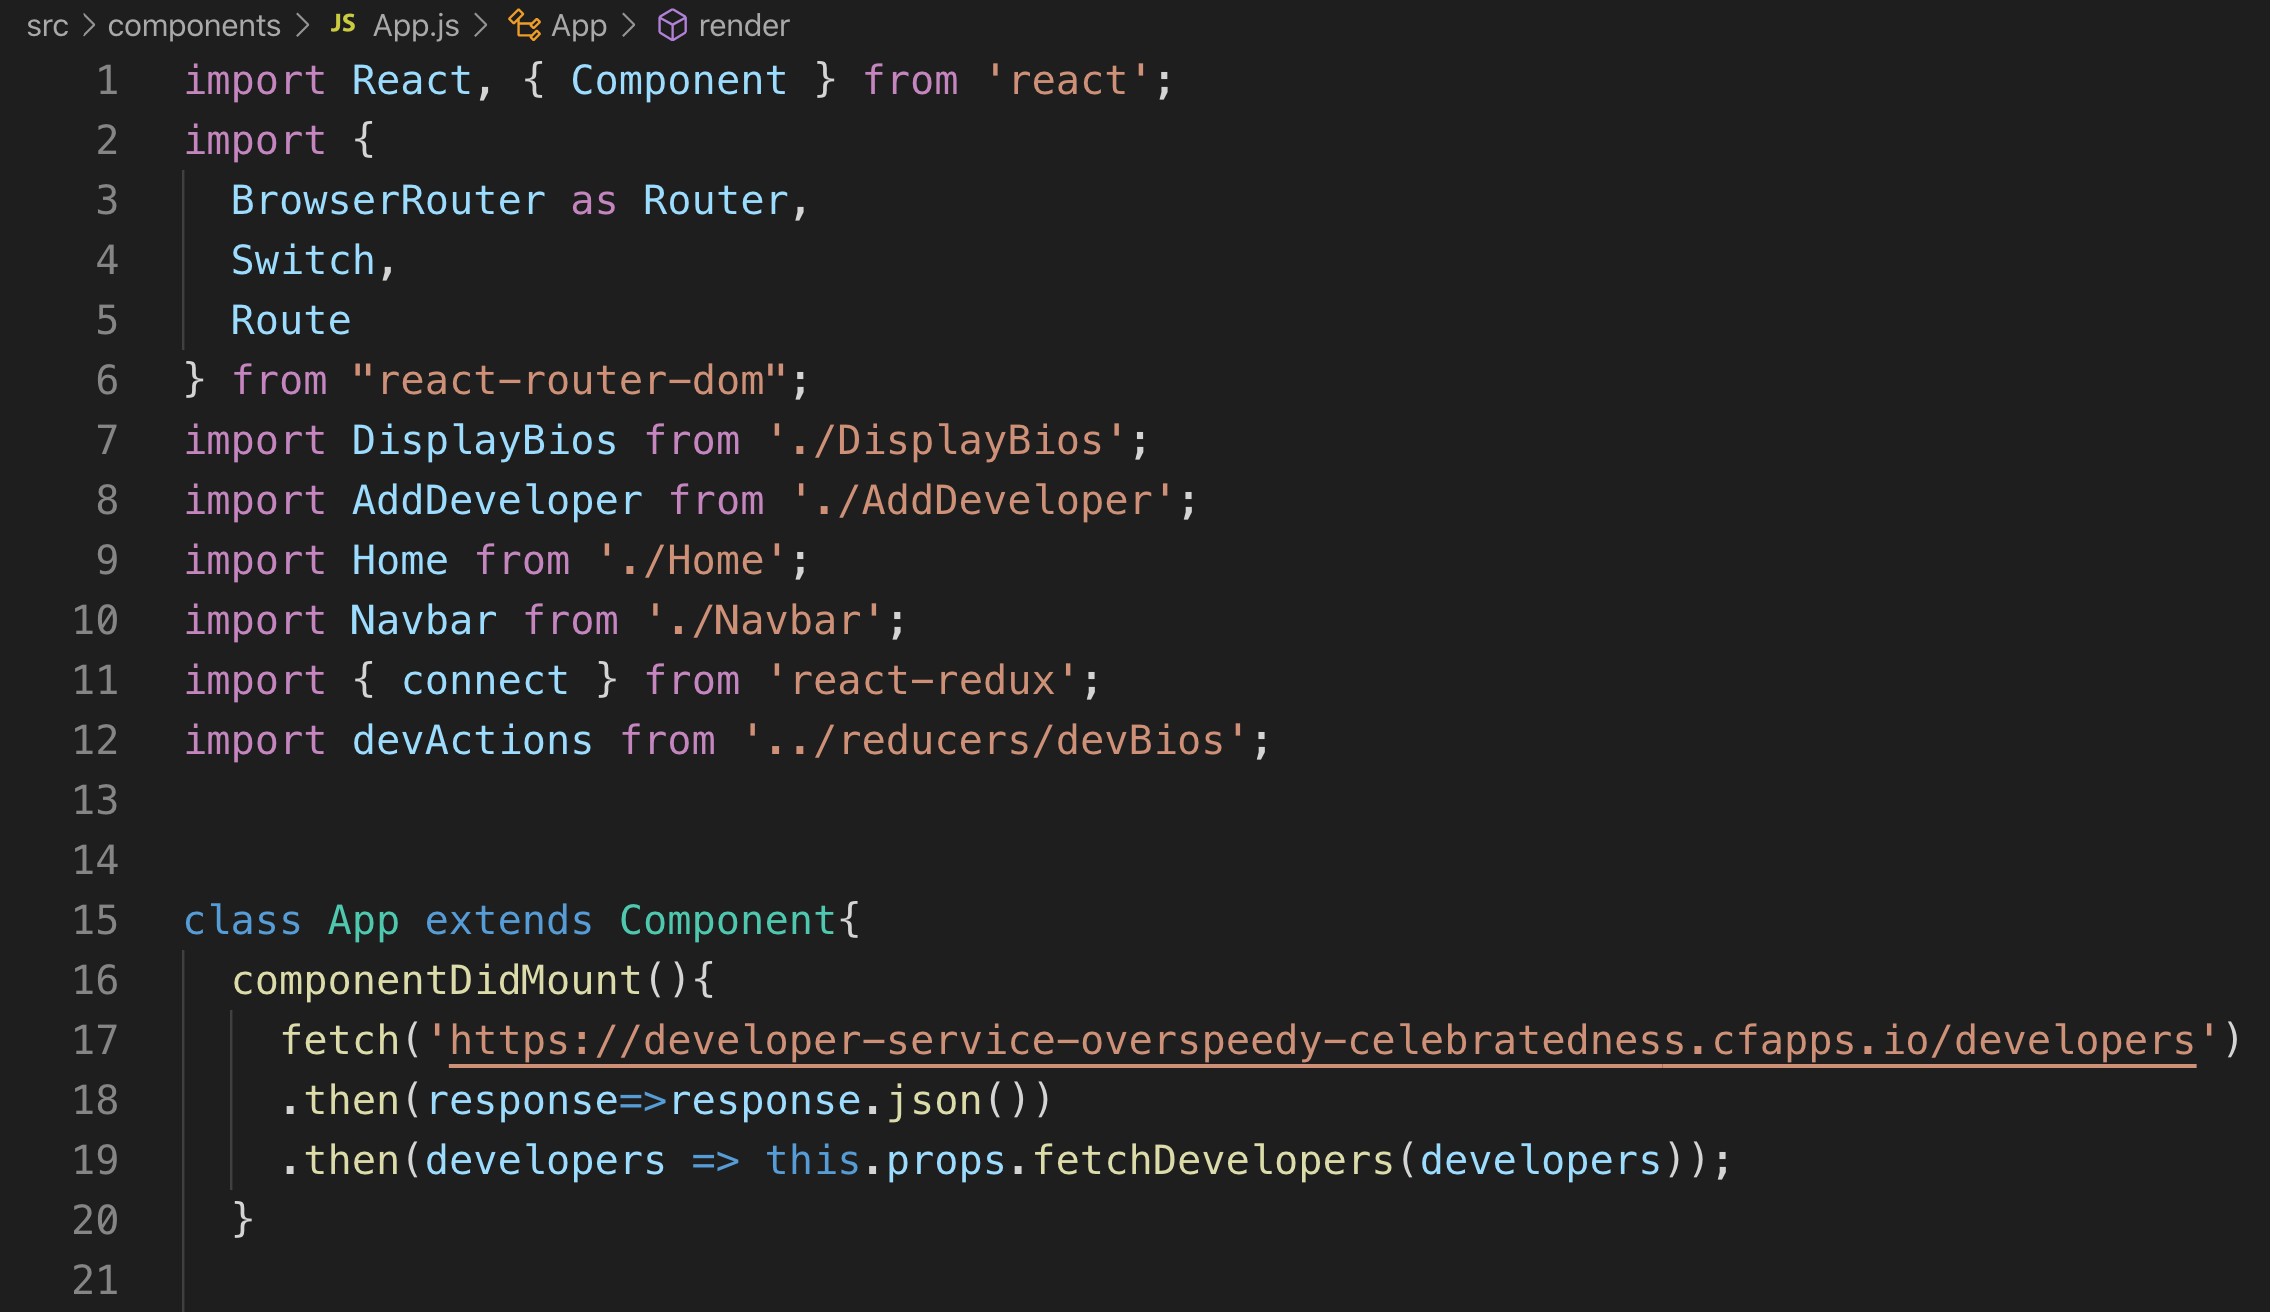 src > components > JS App.js > App > render
1 import React, { Component } from 'react';
2 import {
3   BrowserRouter as Router,
4   Switch,
5   Route
6 } from "react-router-dom";
7 import DisplayBios from './DisplayBios';
8 import AddDeveloper from './AddDeveloper';
9 import Home from './Home';
10 import Navbar from './Navbar';
11 import { connect } from 'react-redux';
12 import devActions from '../reducers/devBios';
13
14
15 class App extends Component{
16   componentDidMount(){
17     fetch('https://developer-service-overspeedy-celebratedness.cfapps.io/developers')
18     .then(response=>response.json())
19     .then(developers => this.props.fetchDevelopers(developers));
20   }
21